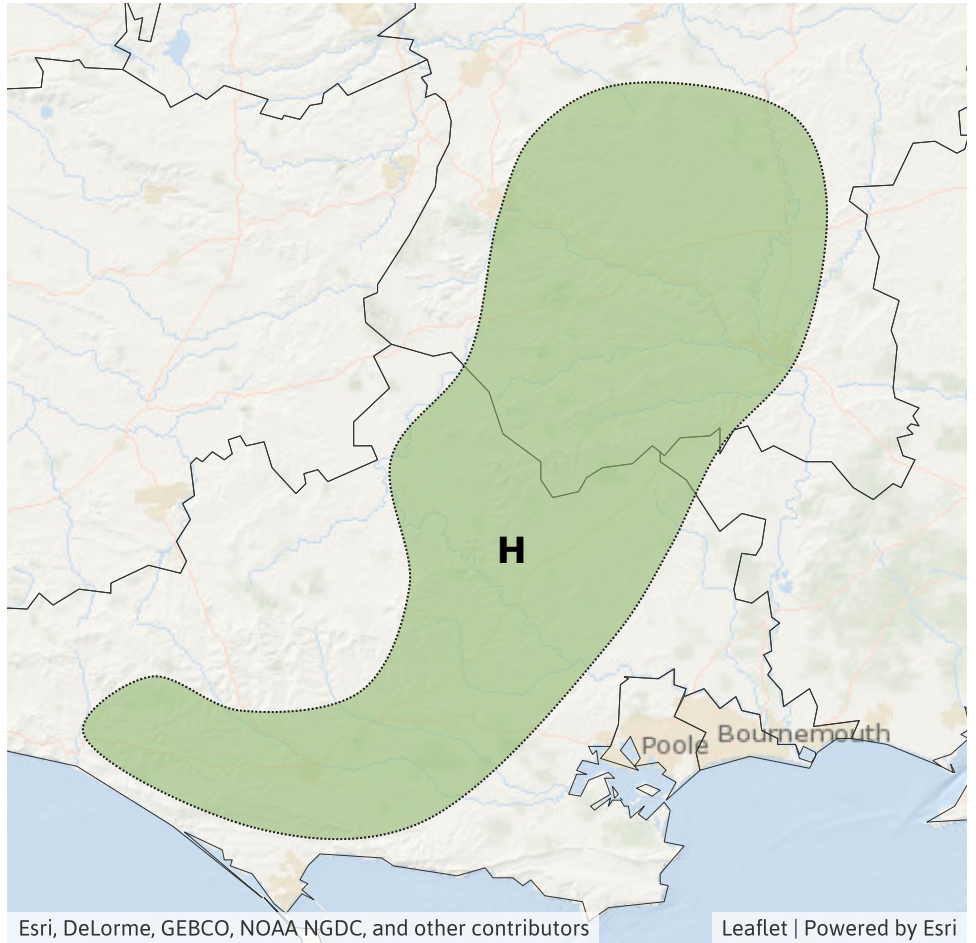 H
Bournemouth
Poole
Esri, DeLorme, GEBCO, NOAA NGDC, and other contributors
Leaflet | Powered by Esri